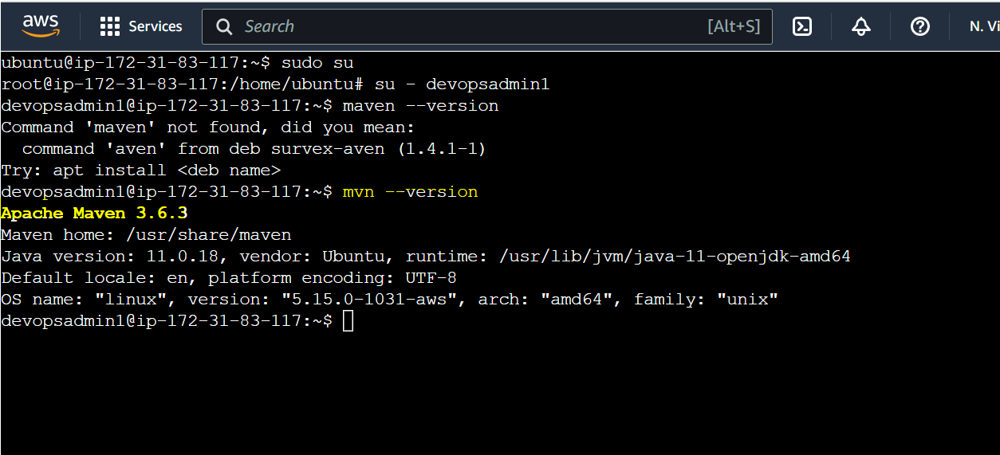 aws
Services
Search
[Alt+S]
N. Vi
ubuntu@ip-172-31-83-117:~$ sudo su
root@ip-172-31-83-117:/home/ubuntu# su - devopsadmin1
devopsadmin1@ip-172-31-83-117:~$ maven --version
Command 'maven' not found, did you mean:
  command 'aven' from deb survex-aven (1.4.1-1)
Try: apt install <deb name>
devopsadmin1@ip-172-31-83-117:~$ mvn --version
Apache Maven 3.6.3
Maven home: /usr/share/maven
Java version: 11.0.18, vendor: Ubuntu, runtime: /usr/lib/jvm/java-11-openjdk-amd64
Default locale: en, platform encoding: UTF-8
OS name: "linux", version: "5.15.0-1031-aws", arch: "amd64", family: "unix"
devopsadmin1@ip-172-31-83-117:~$